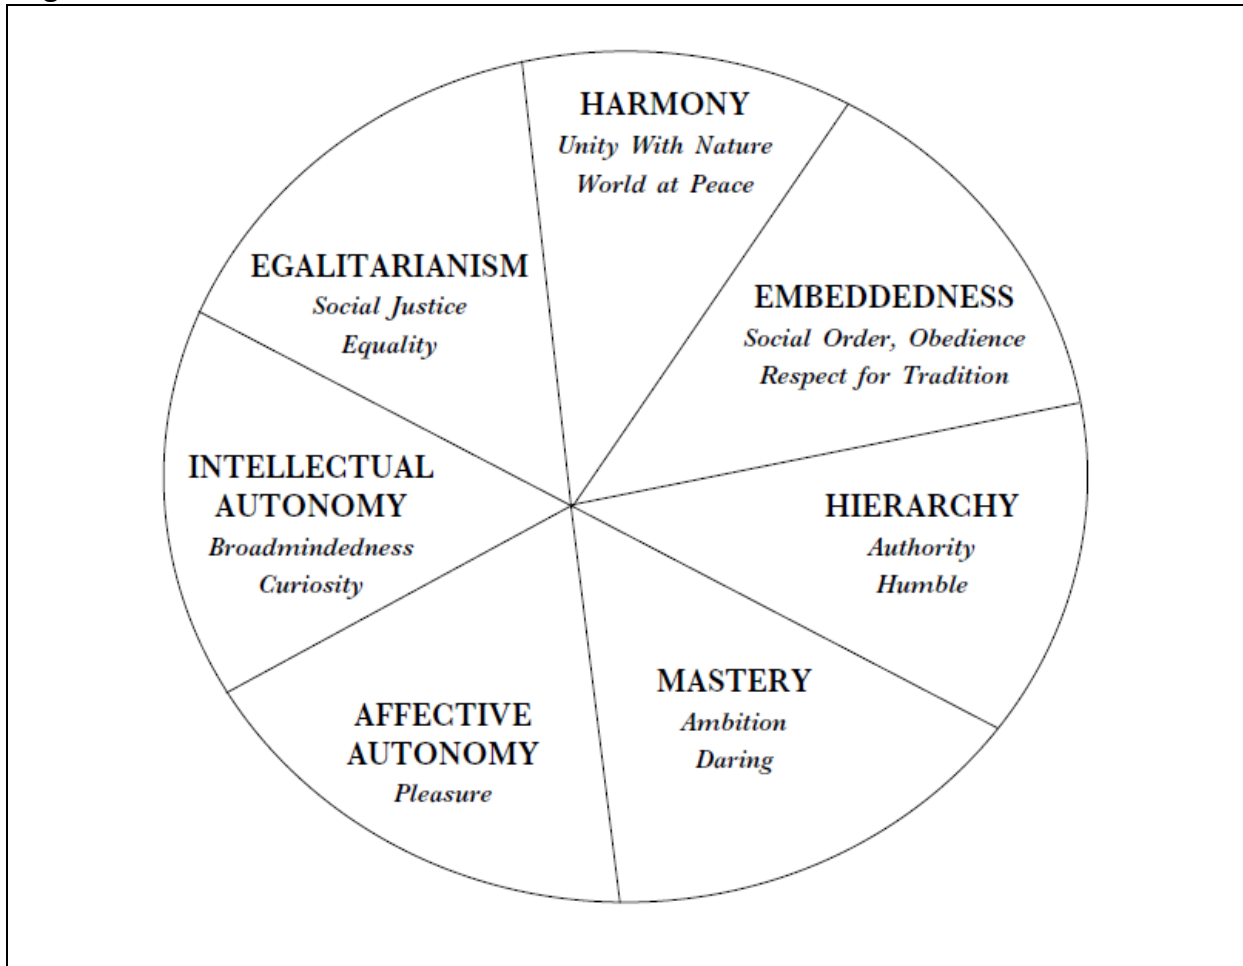 HARMONY
Unity With Nature
World at Peace
EGALITARIANISM
Social Justice
Equality
EMBEDDEDNESS
Social Order, Obedience
Respect for Tradition
INTELLECTUAL
AUTONOMY
Broadmindedness
Curiosity
HIERARCHY
Authority
Humble
MASTERY
Ambition
Daring
AFFECTIVE
AUTONOMY
Pleasure